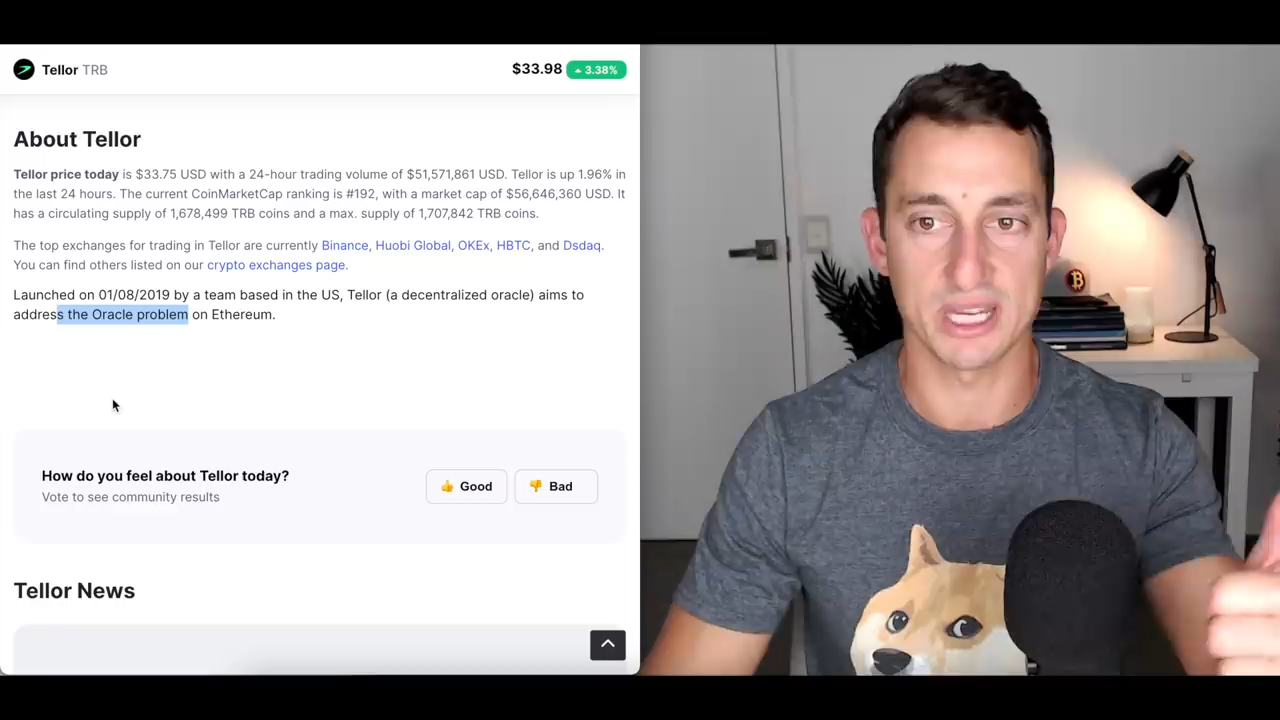 Tellor TRB
$33.98 3.38%
About Tellor
Tellor price today is $33.75 USD with a 24-hour trading volume of $51,571,861 USD. Tellor is up 1.96% in
the last 24 hours. The current CoinMarketCap ranking is #192, with a market cap of $56,646,360 USD. It
has a circulating supply of 1,678,499 TRB coins and a max. supply of 1,707,842 TRB coins.
The top exchanges for trading in Tellor are currently Binance, Huobi Global, OKEx, HBTC, and Dsdaq.
You can find others listed on our crypto exchanges page.
Launched on 01/08/2019 by a team based in the US, Tellor (a decentralized oracle) aims to
address the Oracle problem on Ethereum.
How do you feel about Tellor today?
Vote to see community results
👍 Good
👎 Bad
Tellor News